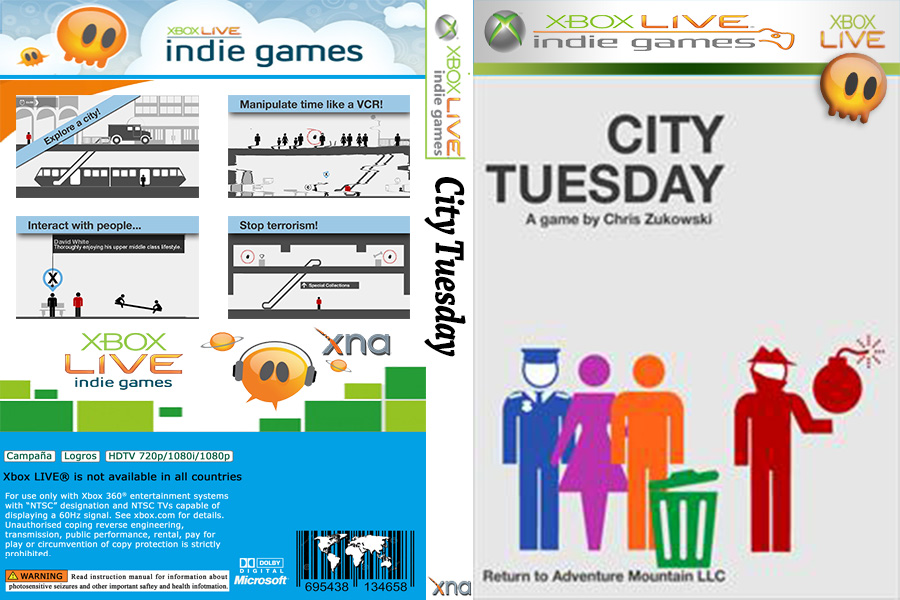 XBOX LIVE
indie games
Explore a city!
Manipulate time like a VCR!
Interact with people...
David White
Thoroughly enjoying his upper middle class lifestyle.
X
Stop terrorism!
Special Collections
XBOX
LIVE
indie games
xna
Campaña Logros HDTV 720p/1080i/1080p
Xbox LIVE® is not available in all countries
For use only with Xbox 360® entertainment systems
with “NTSC” designation and NTSC TVs capable of
displaying a 60Hz signal. See xbox.com for details.
Unauthorised coping reverse engineering,
transmission, public performance, rental, pay for
play or circumvention of copy protection is strictly
prohibited.
WARNING Read instruction manual for information about
photosensitive seizures and other important saftey and health infotmation.
DOLBY
DIGITAL
Microsoft
695438 134658
XBOX LIVE
indie games
City Tuesday
xna
XBOX LIVE
indie games
XBOX
LIVE
CITY
TUESDAY
A game by Chris Zukowski
Return to Adventure Mountain LLC